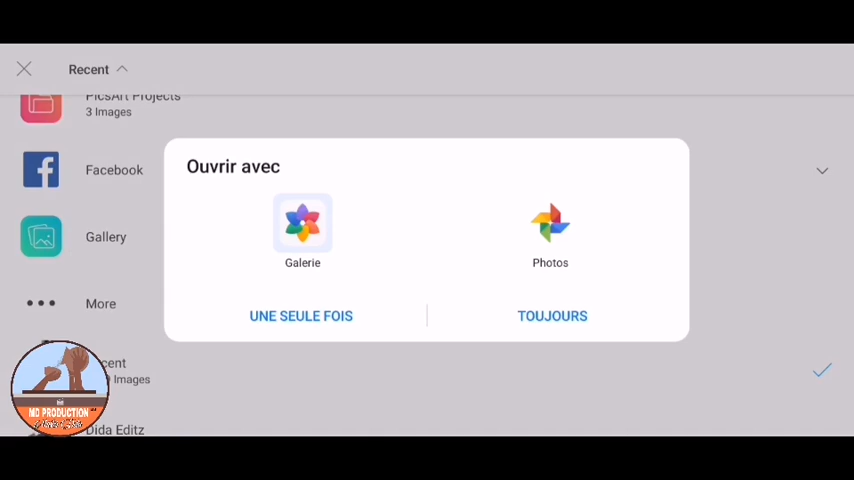 Recent
PicsArt Projects
3 Images
Facebook
Gallery
More
Ouvrir avec
Galerie
Photos
UNE SEULE FOIS
TOUJOURS
cent
Images
Dida Editz
MD PRODUCTION